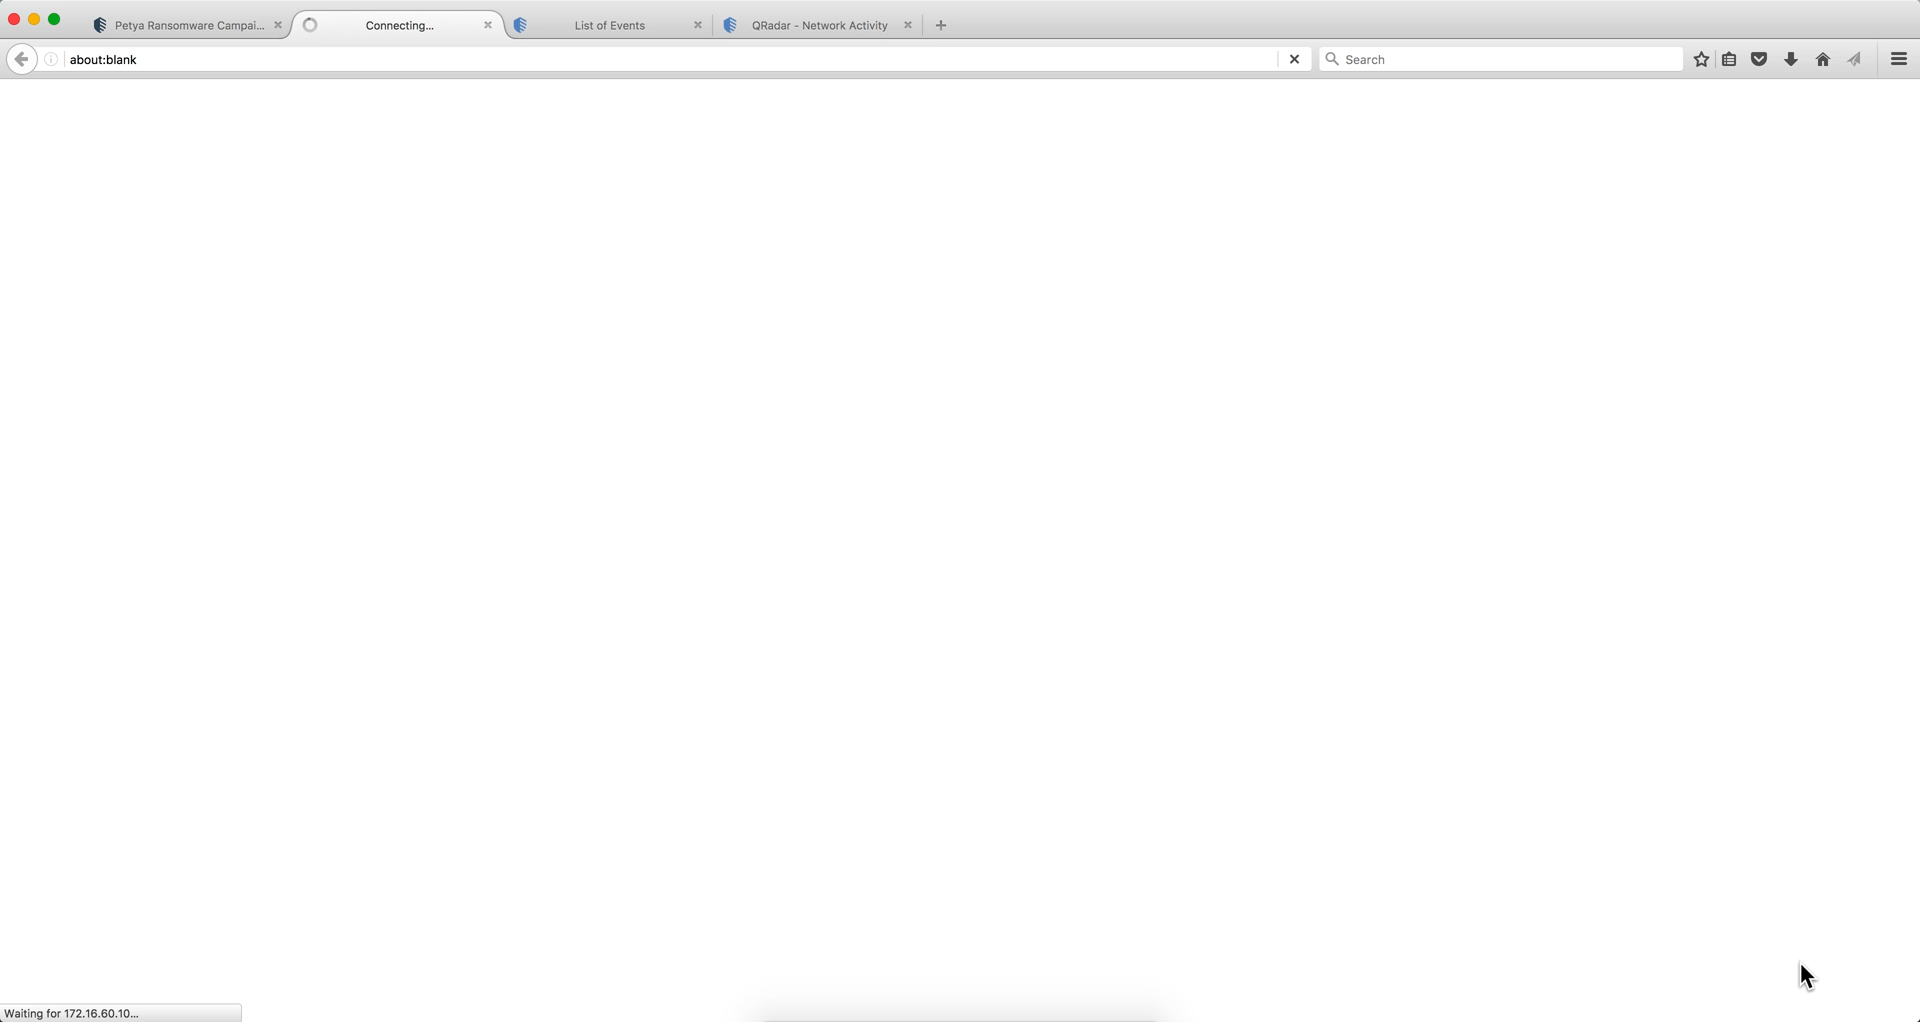 Petya Ransomware Campai...
Connecting...
List of Events
QRadar - Network Activity
about:blank
Search
Waiting for 172.16.60.10...